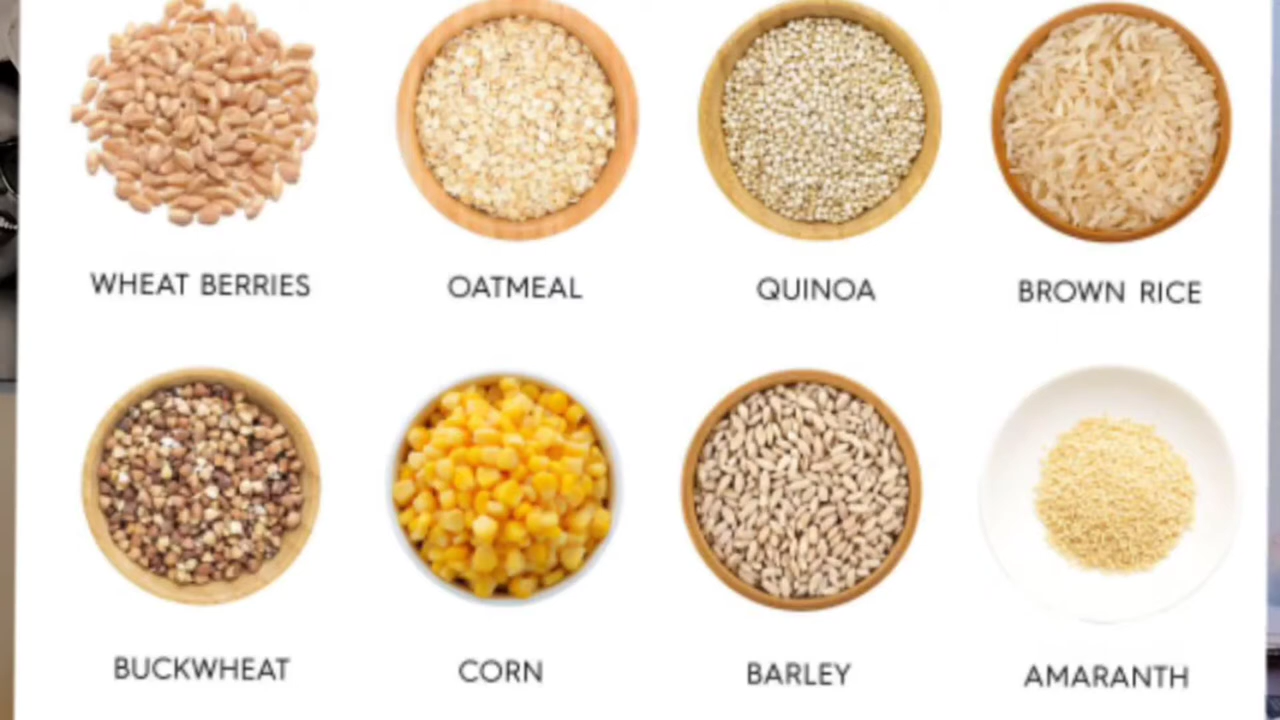 WHEAT BERRIES
OATMEAL
QUINOA
BROWN RICE
BUCKWHEAT
CORN
BARLEY
AMARANTH